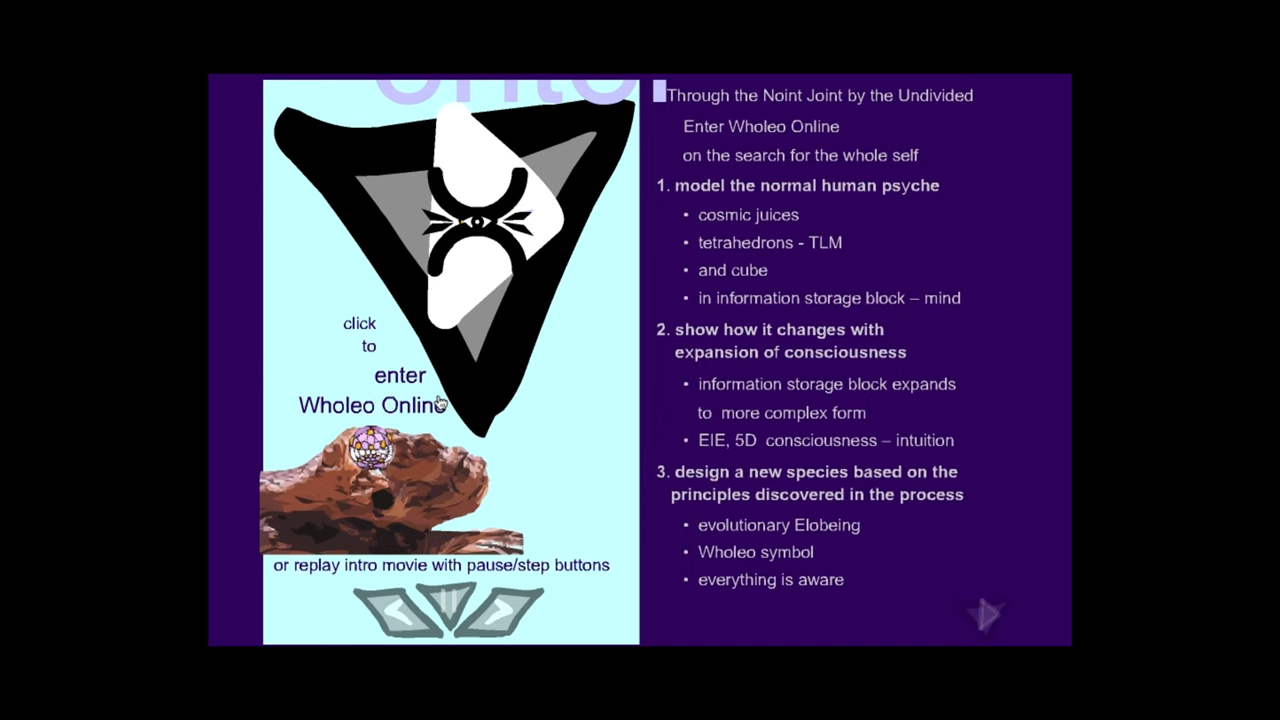 click
to
enter
Wholeo Online
or replay intro movie with pause/step buttons
Through the Noint Joint by the Undivided
Enter Wholeo Online
on the search for the whole self
1. model the normal human psyche
• cosmic juices
• tetrahedrons - TLM
• and cube
• in information storage block – mind
2. show how it changes with
expansion of consciousness
• information storage block expands
to more complex form
• EIE, 5D consciousness – intuition
3. design a new species based on the
principles discovered in the process
• evolutionary Elobeing
• Wholeo symbol
• everything is aware